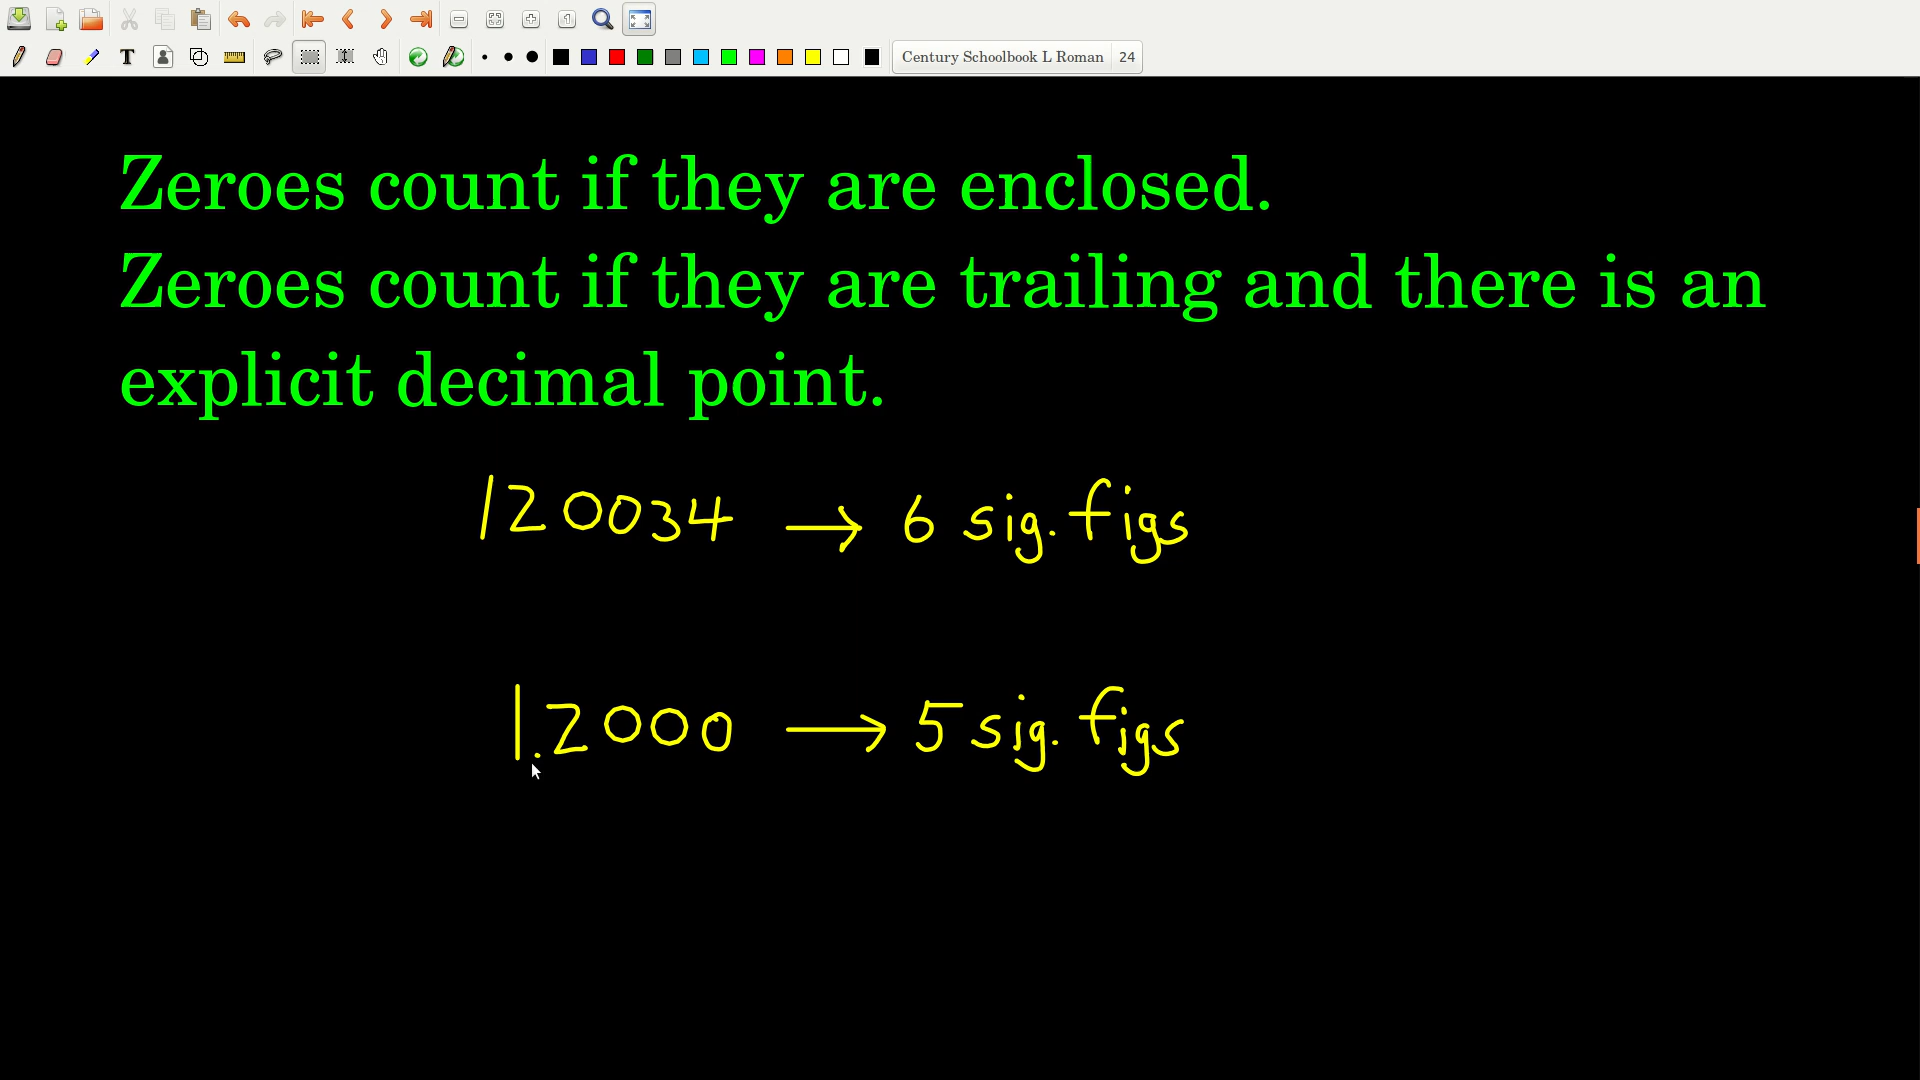 T
Century Schoolbook L Roman 24
Zeroes count if they are enclosed.
Zeroes count if they are trailing and there is an
explicit decimal point.
120034 → 6 sig. figs
1.2000 → 5 sig. figs